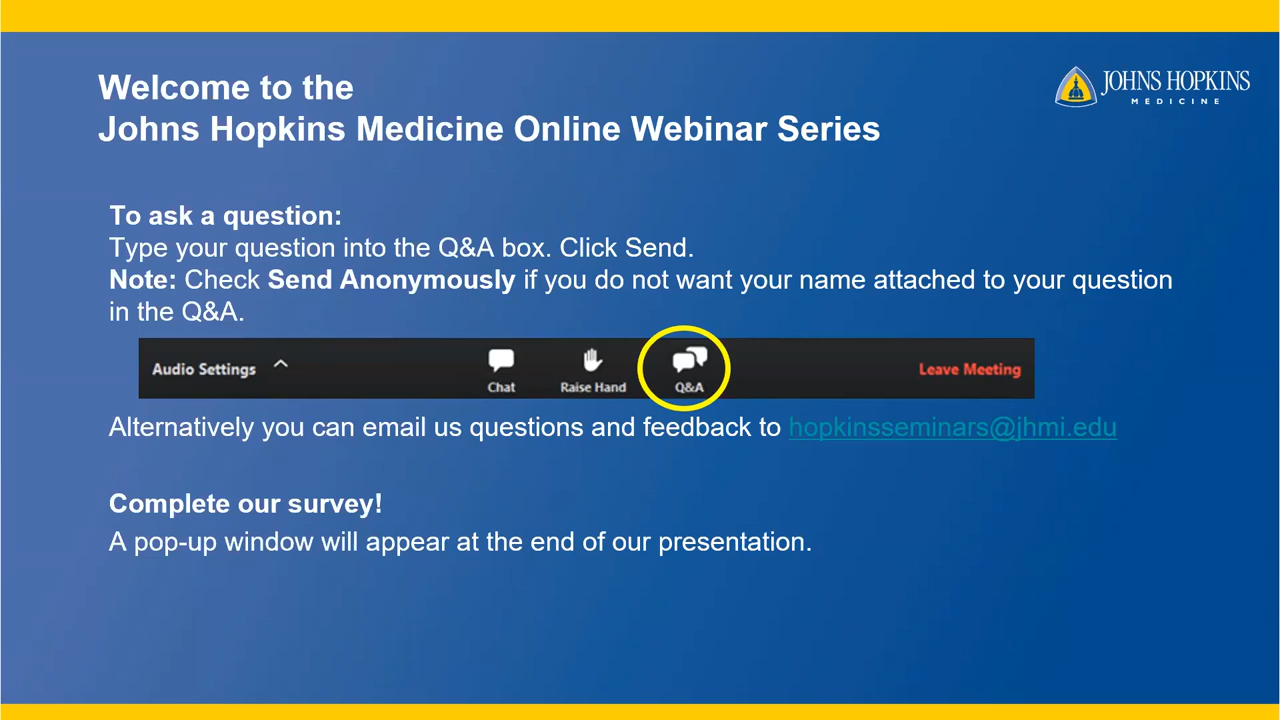 Welcome to the
Johns Hopkins Medicine Online Webinar Series
JOHNS HOPKINS
MEDICINE
To ask a question:
Type your question into the Q&A box. Click Send.
Note: Check Send Anonymously if you do not want your name attached to your question
in the Q&A.
Audio Settings
Chat
Raise Hand
Q&A
Leave Meeting
Alternatively you can email us questions and feedback to hopkinsseminars@jhmi.edu
Complete our survey!
A pop-up window will appear at the end of our presentation.